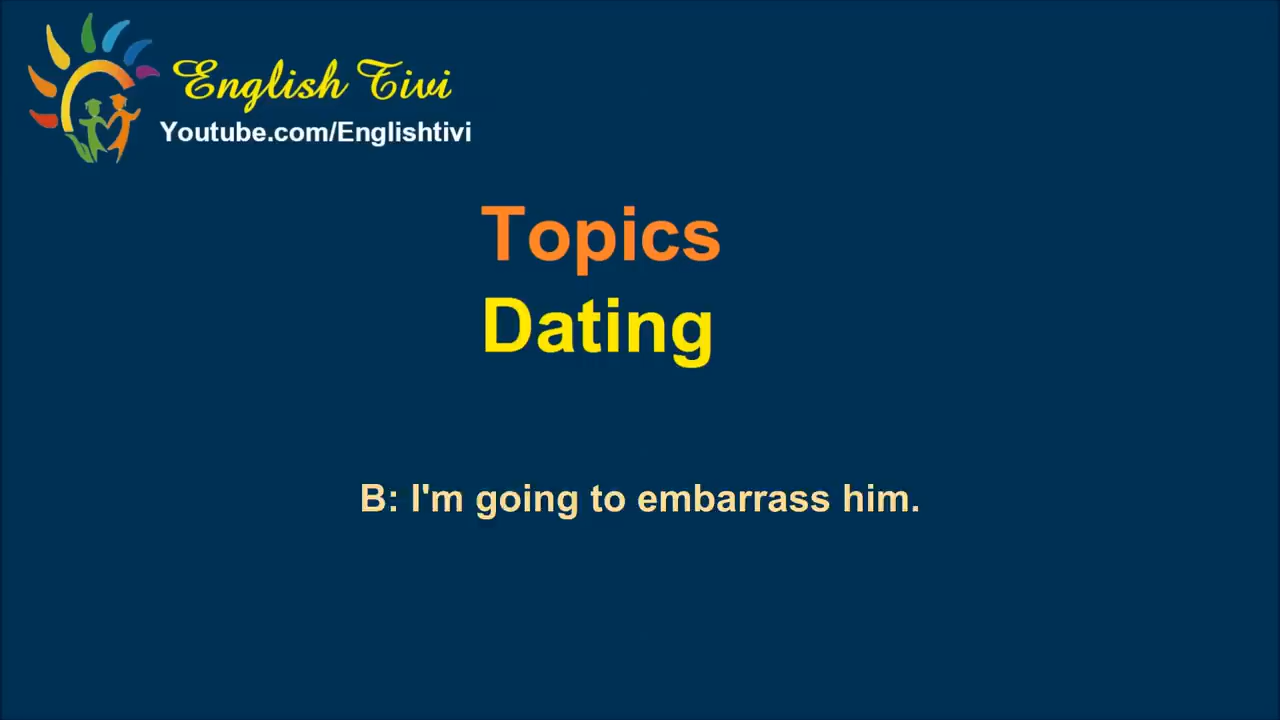 English Tivi
Youtube.com/Englishtivi
Topics
Dating
B: I'm going to embarrass him.